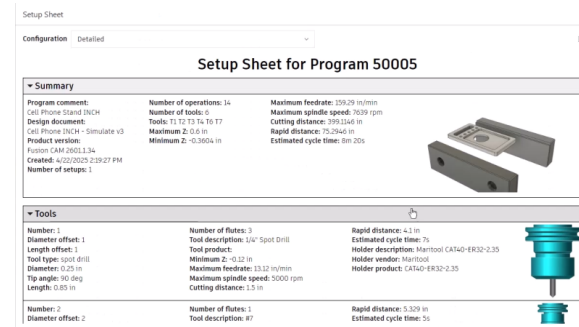 Setup Sheet
Configuration Detailed
Setup Sheet for Program 50005
Summary
Program comment:
Cell Phone Stand INCH
Design document:
Cell Phone INCH - Simulate v3
Product version:
Fusion CAM 2601.1.34
Created: 4/22/2025 2:19:27 PM
Number of setups: 1
Number of operations: 14
Number of tools: 6
Tools: T1 T2 T3 T4 T6 T7
Maximum Z: 0.6 in
Minimum Z: -0.3604 in
Maximum feedrate: 159.29 in/min
Maximum spindle speed: 7639 rpm
Cutting distance: 399.1146 in
Rapid distance: 75.2946 in
Estimated cycle time: 8m 20s
Tools
Number: 1
Diameter offset: 1
Length offset: 1
Tool type: spot drill
Diameter: 0.25 in
Tip angle: 90 deg
Length: 0.85 in
Number of flutes: 3
Tool description: 1/4" Spot Drill
Tool product:
Minimum Z: -0.12 in
Maximum feedrate: 13.12 in/min
Maximum spindle speed: 5000 rpm
Cutting distance: 1.5 in
Rapid distance: 4.1 in
Estimated cycle time: 7s
Holder description: Maritool CAT40-ER32-2.35
Holder vendor: Maritool
Holder product: CAT40-ER32-2.35
Number: 2
Diameter offset: 2
Number of flutes: 1
Tool description: #7
Rapid distance: 5.329 in
Estimated cycle time: 5s